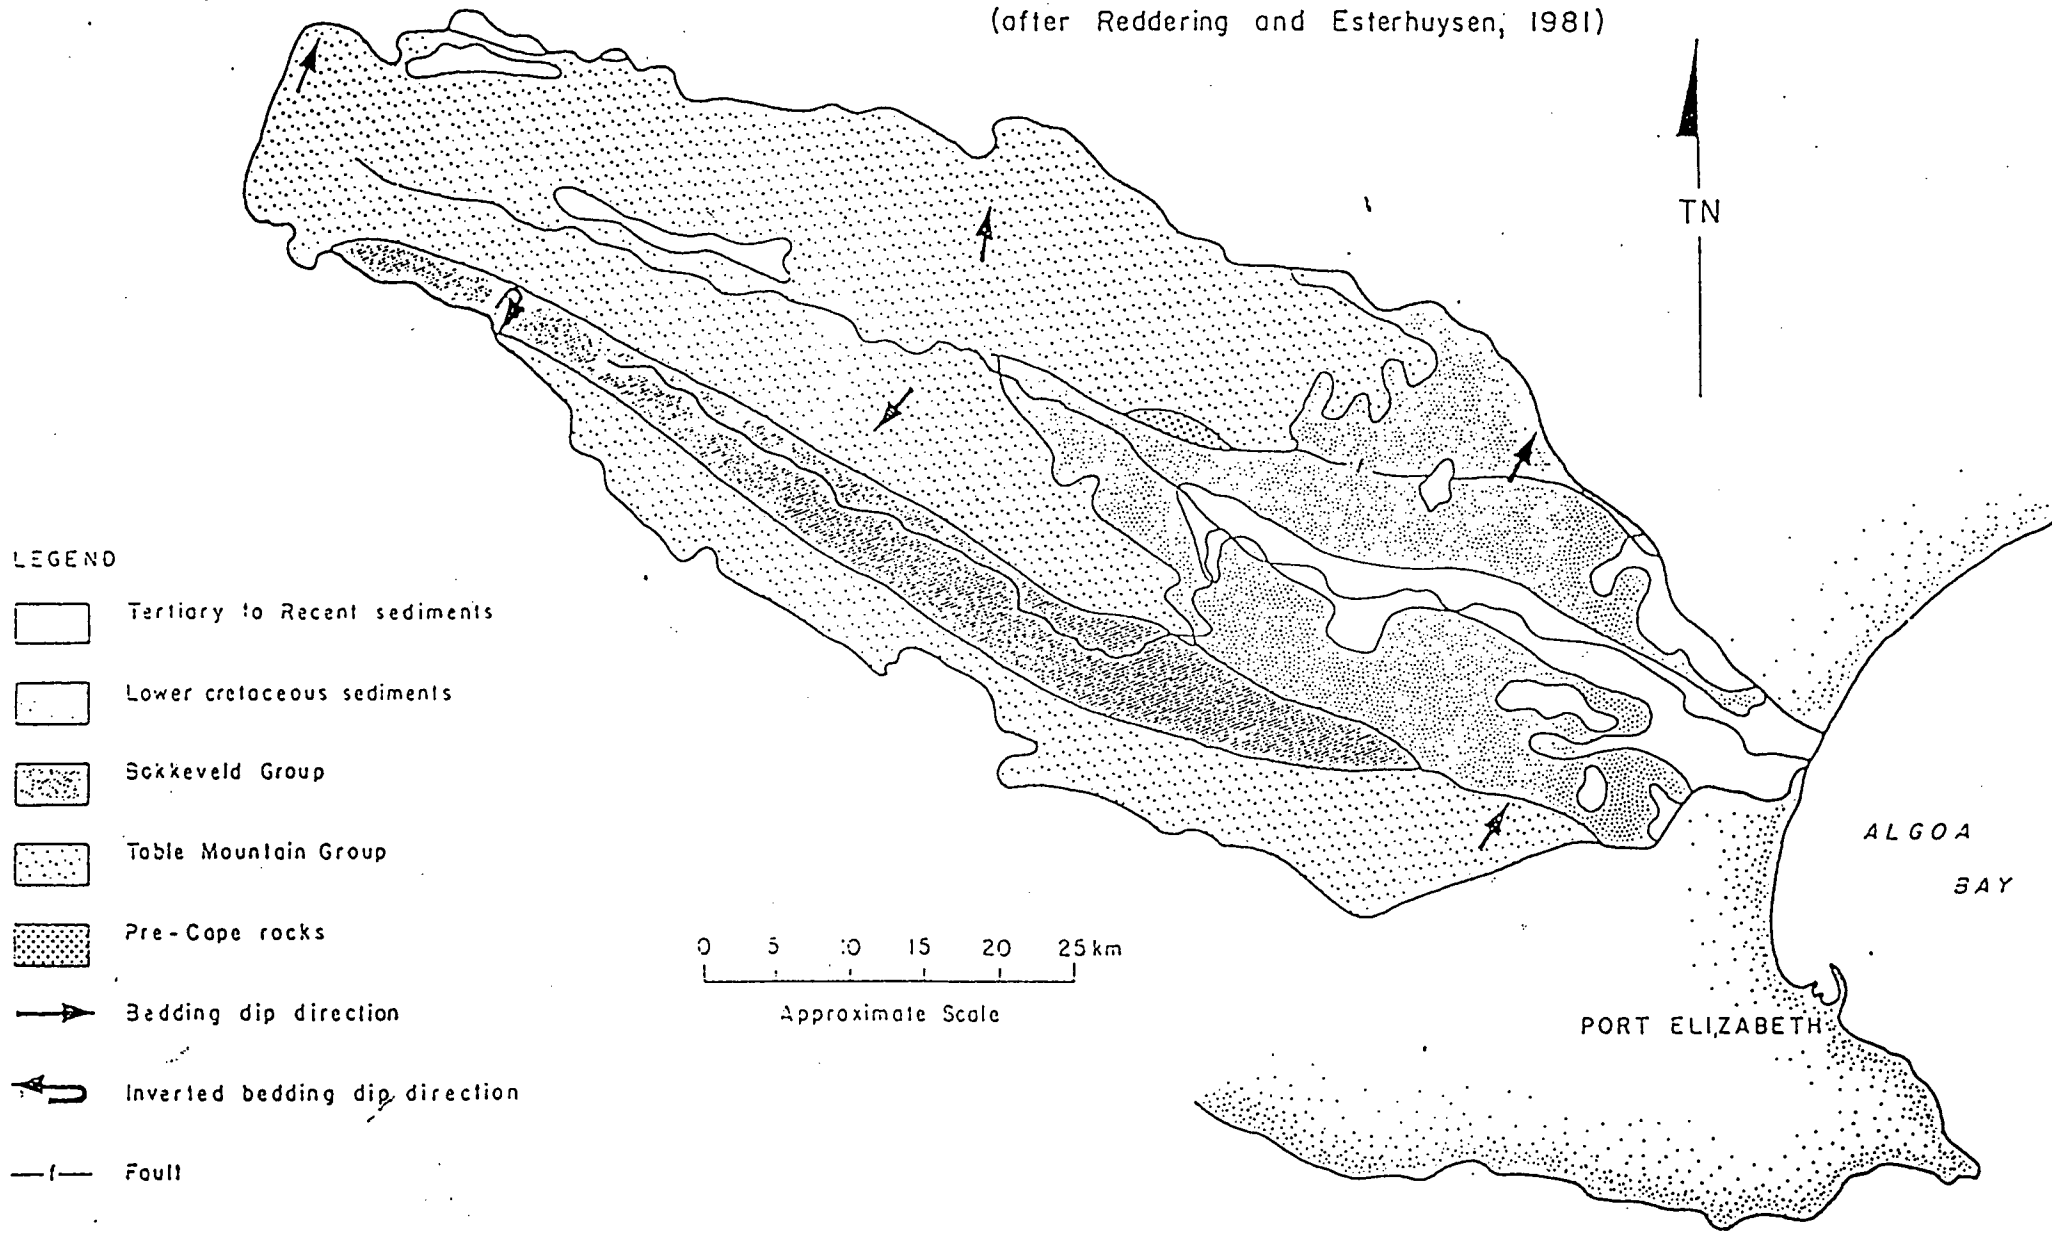 (after Reddering and Esterhuysen, 1981)
TN
LEGEND
Tertiary to Recent sediments
Lower cretaceous sediments
Bokkeveld Group
Table Mountain Group
Pre-Cape rocks
Bedding dip direction
Inverted bedding dip direction
f
Fault
0 5 10 15 20 25 km
Approximate Scale
ALGOA
BAY
PORT ELIZABETH